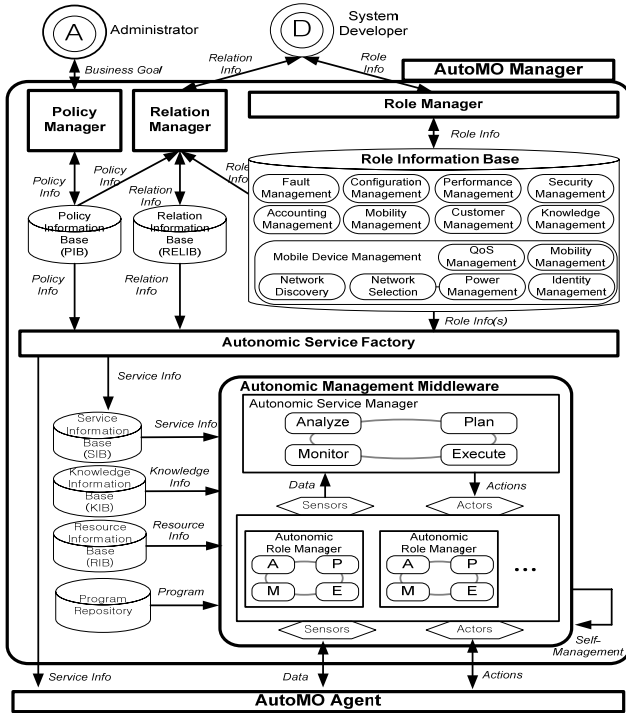 A
Administrator
D
System
Developer
Business Goal
Relation
Info
Role
Info
AutoMO Manager
Policy
Manager
Relation
Manager
Role Manager
Role Info
Policy
Info
Policy
Info
Relation
Info
Role
Info
Role Information Base
Fault
Management
Configuration
Management
Performance
Management
Security
Management
Accounting
Management
Mobility
Management
Customer
Management
Knowledge
Management
Mobile Device Management
QoS
Management
Mobility
Management
Network
Discovery
Network
Selection
Power
Management
Identity
Management
Policy
Information
Base
(PIB)
Relation
Information
Base
(RELIB)
Policy
Info
Relation
Info
Role Info(s)
Autonomic Service Factory
Service Info
Autonomic Management Middleware
Autonomic Service Manager
Analyze
Plan
Monitor
Execute
Service
Information
Base
(SIB)
Service Info
Knowledge
Information
Base
(KIB)
Knowledge
Info
Data
Actions
Sensors
Actors
Resource
Information
Base
(RIB)
Resource
Info
Autonomic
Role Manager
A
P
M
E
Autonomic
Role Manager
A
P
M
E
...
Program
Repository
Program
Sensors
Actors
Self-
Management
Service Info
Data
Actions
AutoMO Agent